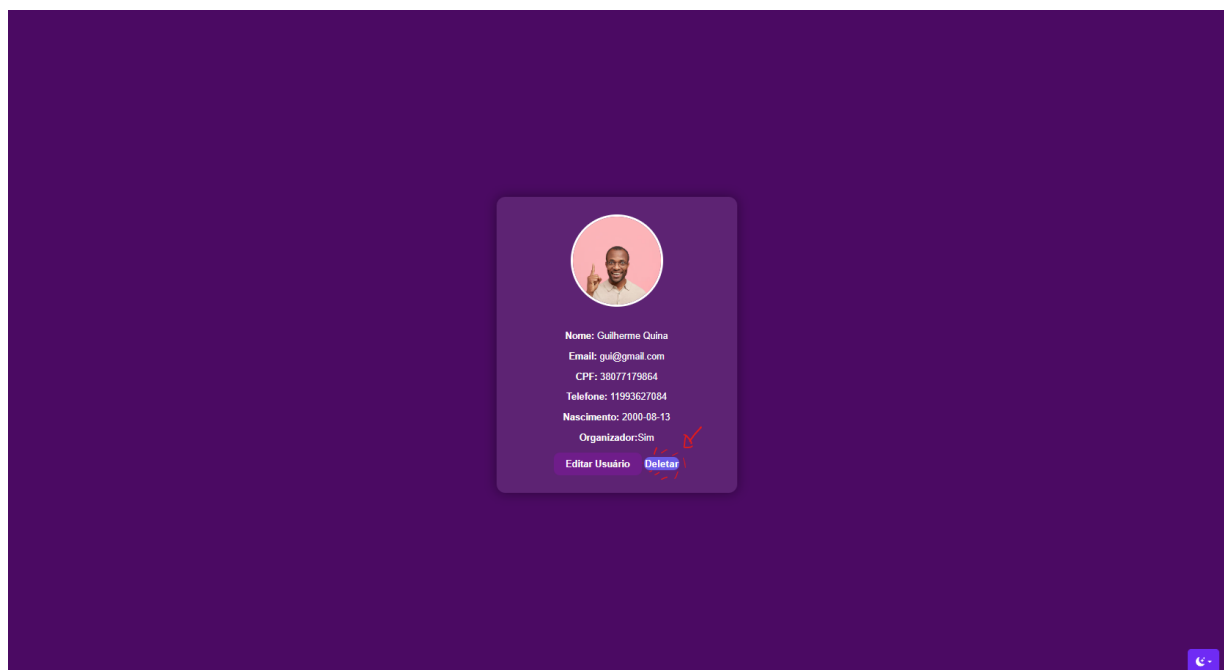 Nome: Guilherme Quina
Email: gui@gmail.com
CPF: 38077179864
Telefone: 11993627084
Nascimento: 2000-08-13
Organizador:Sim
Editar Usuário Deletar